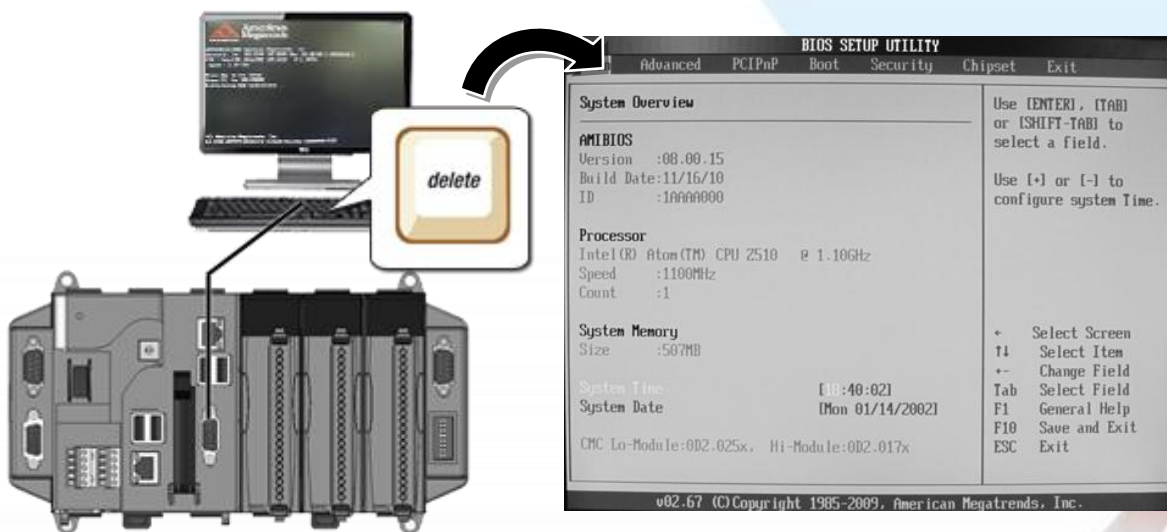 American
Megatrends
delete
BIOS SETUP UTILITY
Advanced PCIPnP Boot Security Chipset Exit
System Overview
AMIBIOS
Version :08.00.15
Build Date:11/16/10
ID :1AAAA000
Processor
Intel(R) Atom(TM) CPU Z510 @ 1.10GHz
Speed :1100MHz
Count :1
System Memory
Size :507MB
System Time [10:40:02]
System Date [Mon 01/14/2002]
CMC Lo-Module:0D2.025x, Hi-Module:0D2.017x
Use [ENTER], [TAB]
or [SHIFT-TAB] to
select a field.
Use [+] or [-] to
configure system Time.
← Select Screen
↑↓ Select Item
+- Change Field
Tab Select Field
F1 General Help
F10 Save and Exit
ESC Exit
v02.67 (C)Copyright 1985-2009, American Megatrends, Inc.